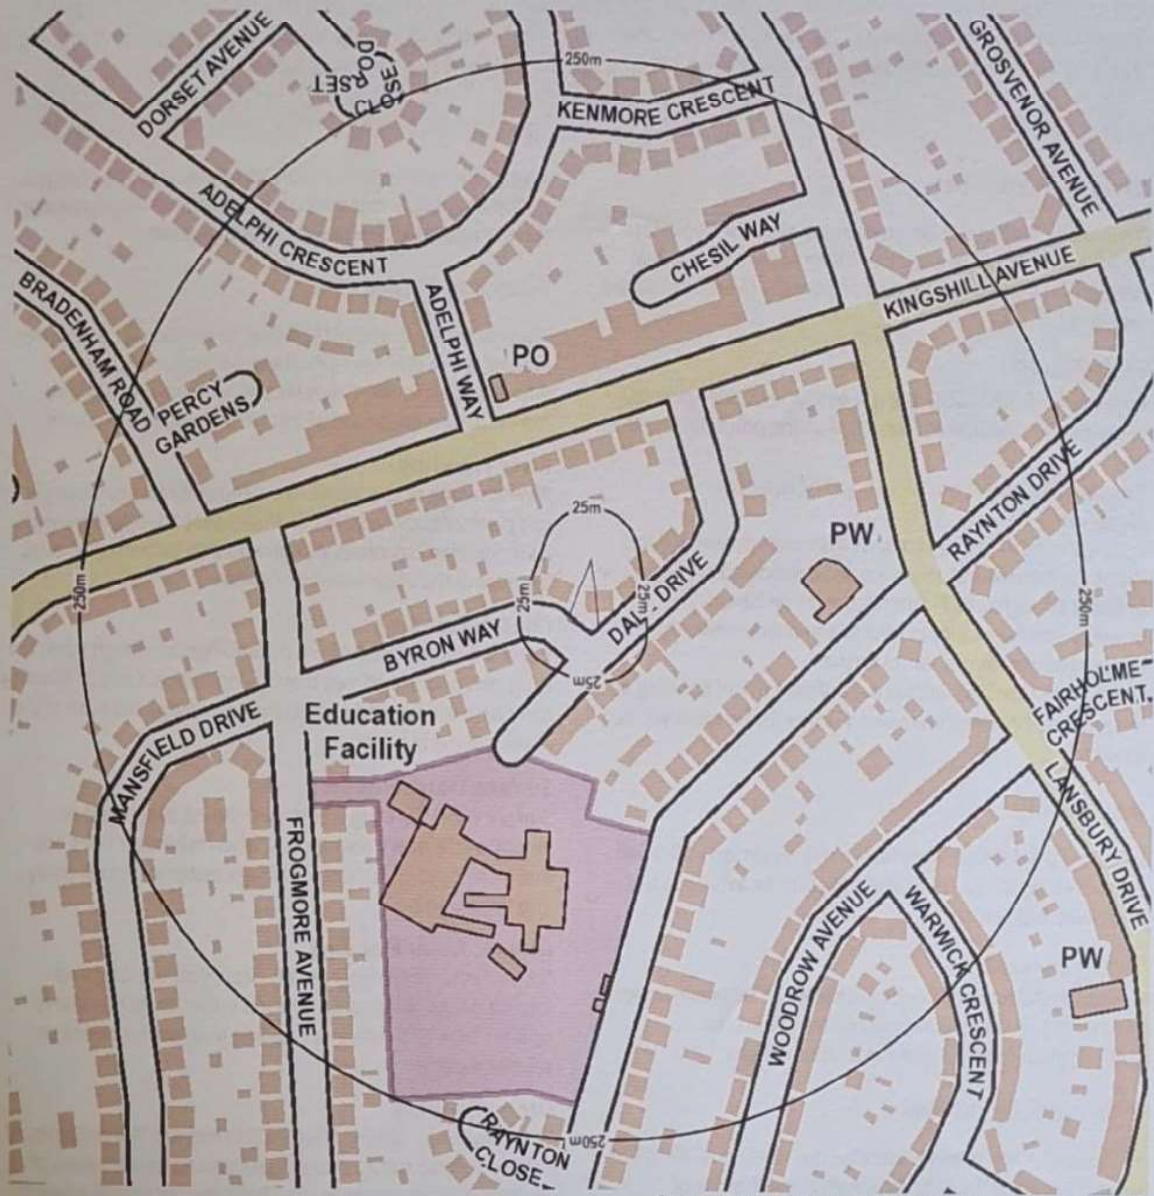 DORSET AVENUE
DORSET
CLOSE
250m
KENMORE CRESCENT
GROSVENOR AVENUE
ADELPHI CRESCENT
CHESIL WAY
KINGSHILL AVENUE
BRADENHAM ROAD
ADELPHI WAY
PO
PERCY
GARDENS
RAYNTON DRIVE
25m
PW
250m
25m
25m
250m
DALE DRIVE
BYRON WAY
25m
FAIRHOLME
CRESCENT
MANSFIELD DRIVE
Education
Facility
LANSBURY DRIVE
FROGMORE AVENUE
WOODROW AVENUE
WARWICK CRESCENT
PW
RAYNTON
CLOSE
250m